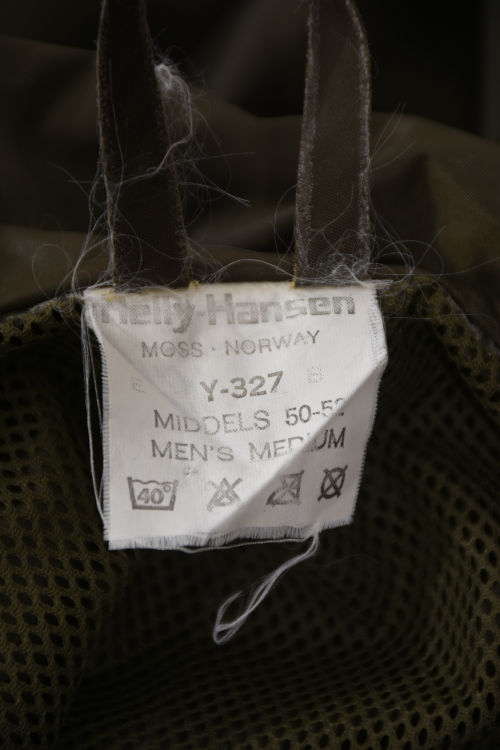 Helly-Hansen
MOSS · NORWAY
Y-327
MIDDELS 50-52
MEN'S MEDIUM
40°